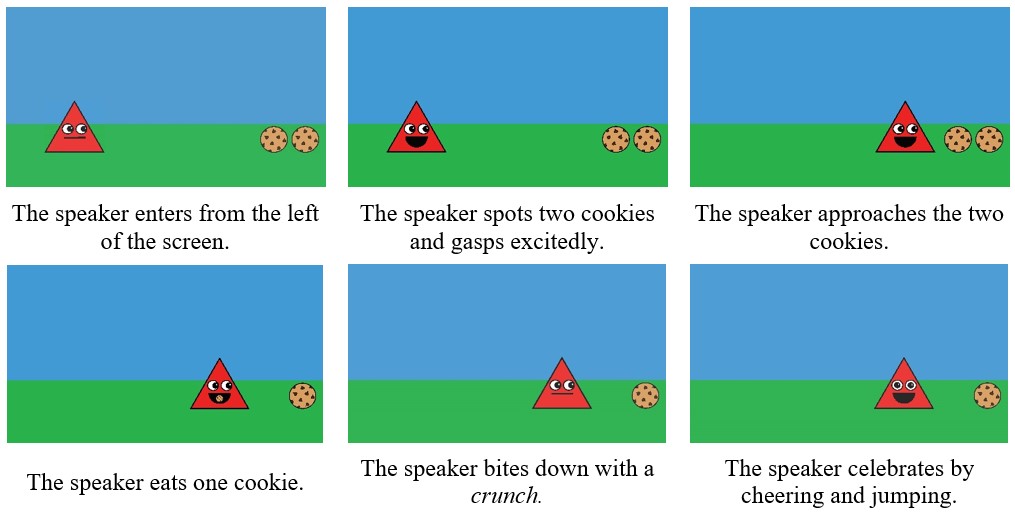 The speaker enters from the left
of the screen.
The speaker spots two cookies
and gasps excitedly.
The speaker approaches the two
cookies.
The speaker eats one cookie.
The speaker bites down with a
crunch.
The speaker celebrates by
cheering and jumping.